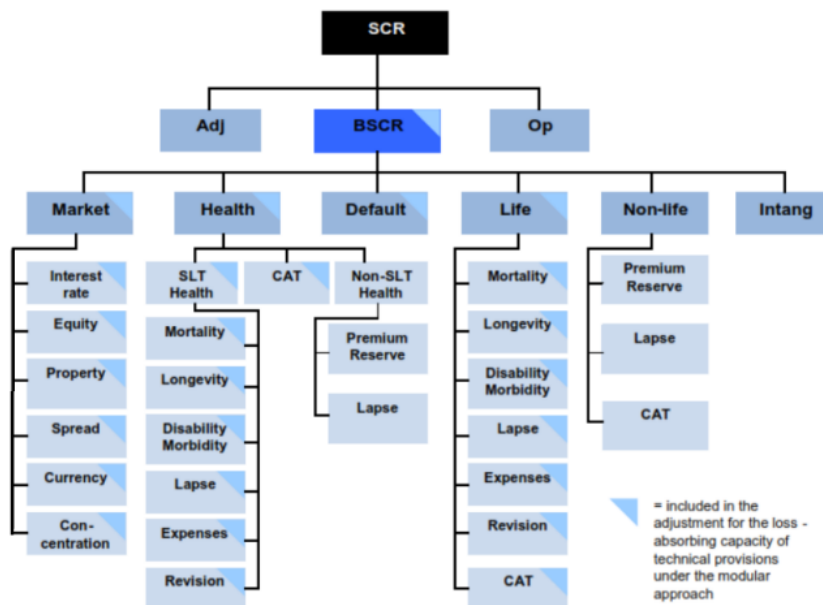 SCR
Adj
BSCR
Op
Market
Health
Default
Life
Non-life
Intang
Interest
rate
Equity
Property
Spread
Currency
Con-
centration
SLT
Health
CAT
Non-SLT
Health
Mortality
Longevity
Disability
Morbidity
Lapse
Expenses
Revision
Premium
Reserve
Lapse
Mortality
Longevity
Disability
Morbidity
Lapse
Expenses
Revision
CAT
Premium
Reserve
Lapse
CAT
= included in the
adjustment for the loss -
absorbing capacity of
technical provisions
under the modular
approach